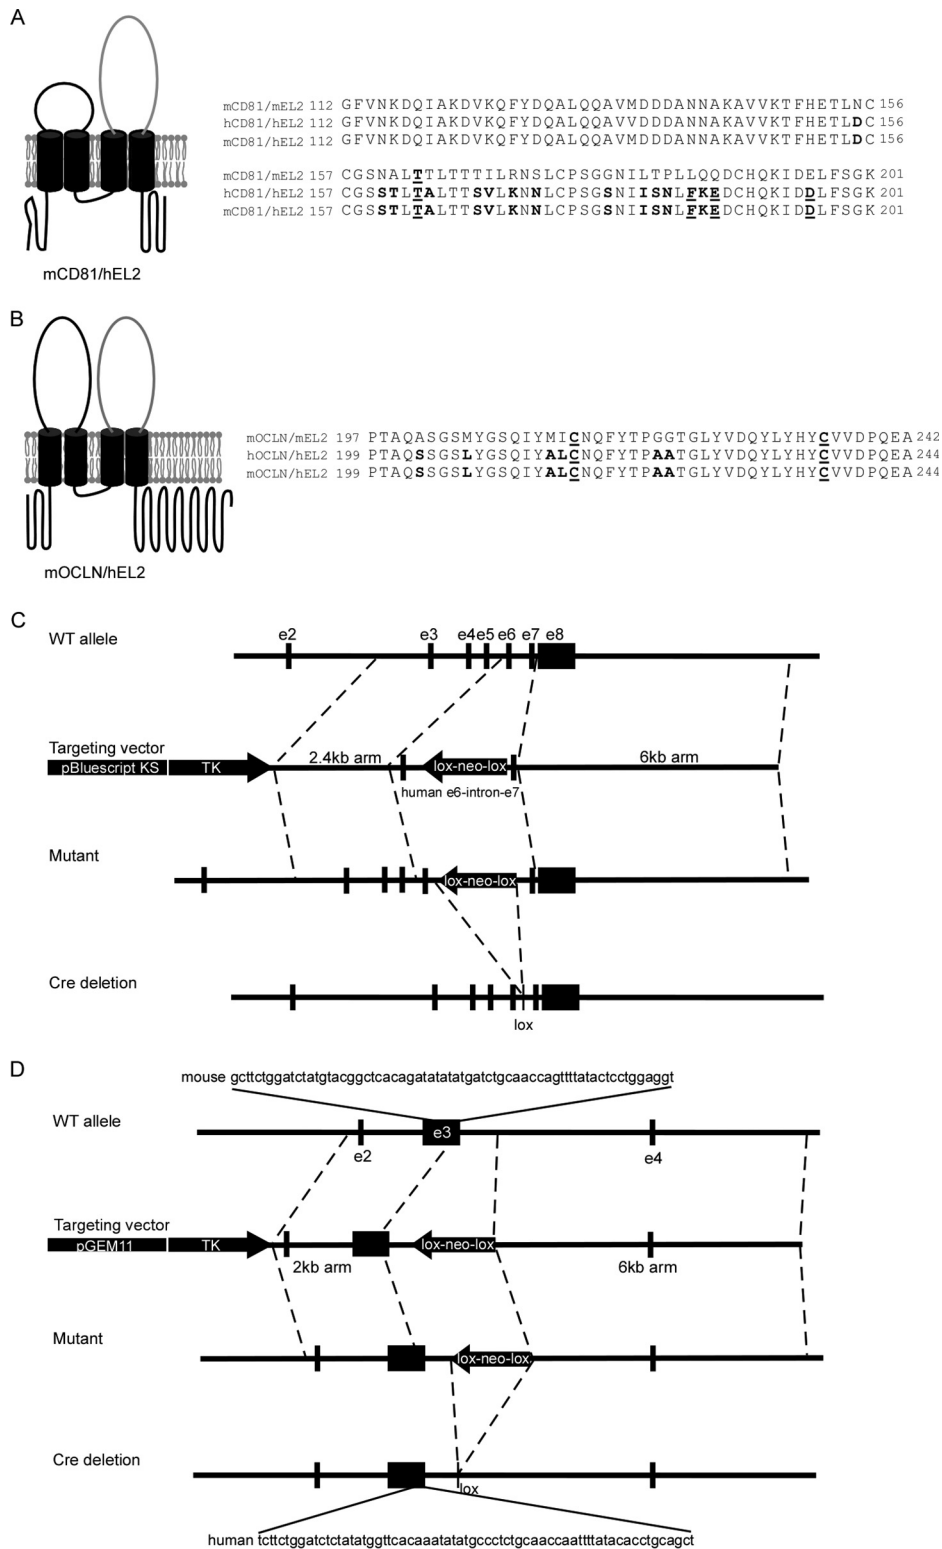 A
mCD81/mEL2 112 GFVNKDQIAKDVKQFYDQALQQAVMDDDANNAKAVVKTFHETLNC 156
hCD81/hEL2 112 GFVNKDQIAKDVKQFYDQALQQAVVDDDANNAKAVVKTFHETLDC 156
mCD81/hEL2 112 GFVNKDQIAKDVKQFYDQALQQAVVDDDANNAKAVVKTFHETLDC 156
mCD81/mEL2 157 CGSNALTTLTTTILRNSLCPSGGNILTPLLQQDCHQKIDELFSGK 201
hCD81/hEL2 157 CGSSTLTALTTSVLKNNLCPSGSNIISNLFKEDCHQKIDDLFSGK 201
mCD81/hEL2 157 CGSSTLTALTTSVLKNNLCPSGSNIISNLFKEDCHQKIDDLFSGK 201
mCD81/hEL2
B
mOCLN/mEL2 197 PTAQASGSMYGSQIYMICNQFYTPGGTGLYVDQYLYHYCVVDPQEA 242
hOCLN/hEL2 199 PTAQSSGSLYGSQIYALCNQFYTPAATGLYVDQYLYHYCVVDPQEA 244
mOCLN/hEL2 199 PTAQSSGSLYGSQIYALCNQFYTPAATGLYVDQYLYHYCVVDPQEA 244
mOCLN/hEL2
C
WT allele
e2 e3 e4 e5 e6 e7 e8
Targeting vector
pBluescript KS TK 2.4kb arm lox-neo-lox 6kb arm
human e6-intron-e7
Mutant
lox-neo-lox
Cre deletion
lox
D
mouse gcttctggatctatgtacggctcacagatatatatgatctgcaaccagttttatactcctggaggt
WT allele
e3
e2 e4
Targeting vector
pGEM11 TK lox-neo-lox
2kb arm 6kb arm
Mutant
lox-neo-lox
Cre deletion
lox
human tcttctggatctctatatggttcacaaatatatgccctctgcaaccaattttatacacctgcagct